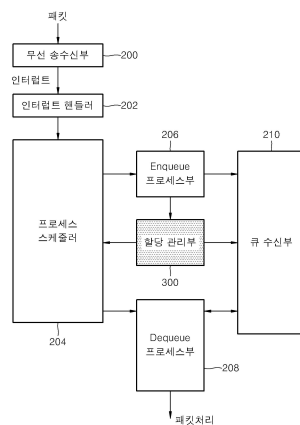 패킷
무선 송수신부
200
인터럽트
인터럽트 핸들러
202
206
210
Enqueue
프로세스부
프로세스
스케줄러
할당 관리부
큐 수신부
300
204
Dequeue
프로세스부
208
패킷처리